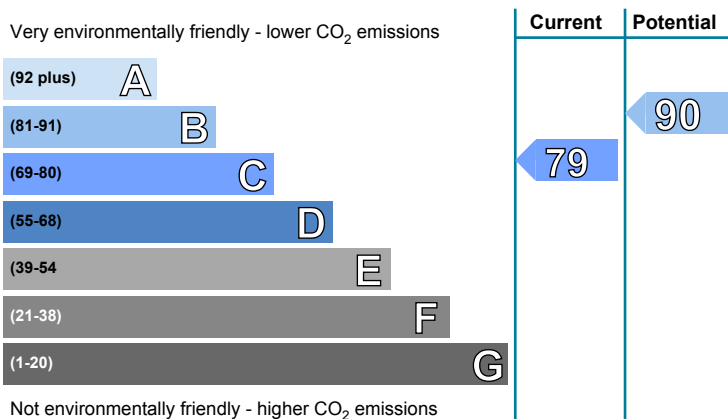 Current Potential
Very environmentally friendly - lower CO2 emissions
(92 plus) A
(81-91) B
90
(69-80) C
79
(55-68) D
(39-54 E
(21-38) F
(1-20) G
Not environmentally friendly - higher CO2 emissions